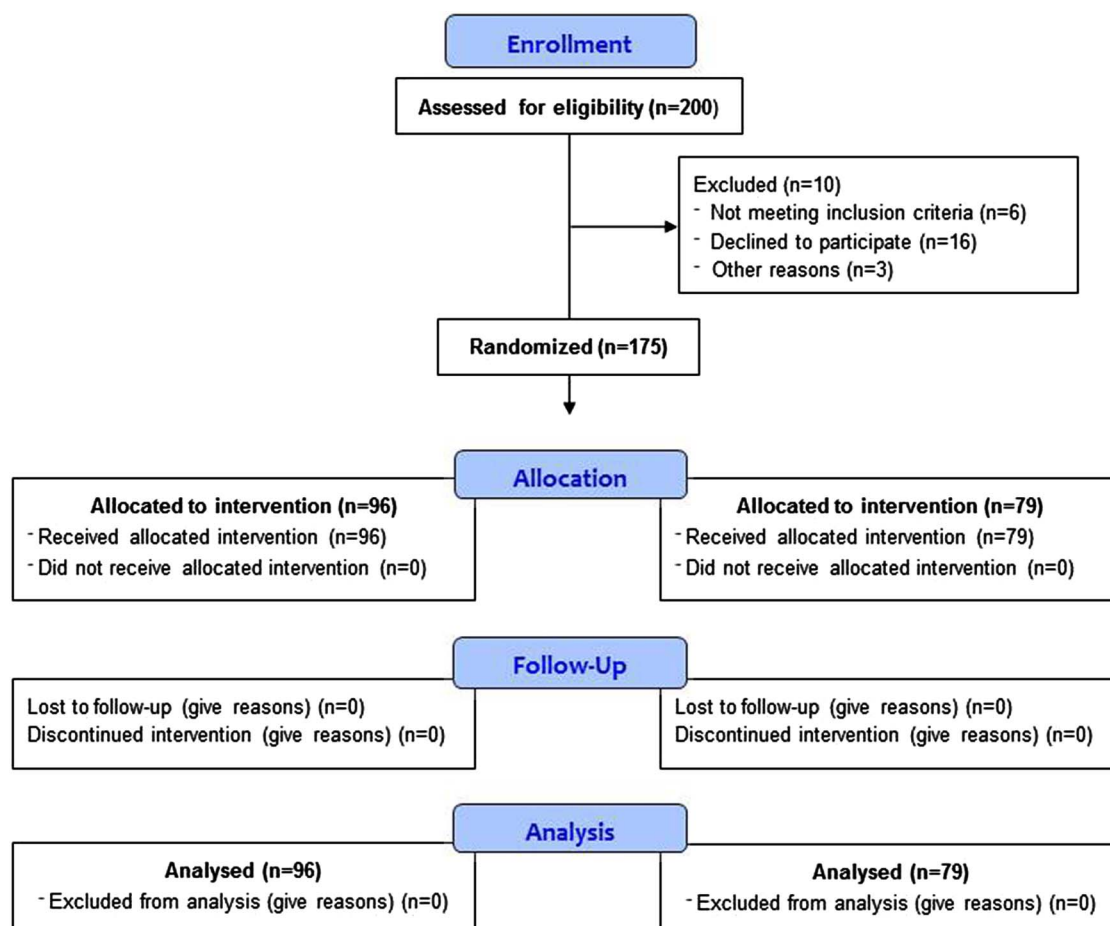 Enrollment
Assessed for eligibility (n=200)
Excluded (n=10)
- Not meeting inclusion criteria (n=6)
- Declined to participate (n=16)
- Other reasons (n=3)
Randomized (n=175)
Allocation
Allocated to intervention (n=96)
- Received allocated intervention (n=96)
- Did not receive allocated intervention (n=0)
Allocated to intervention (n=79)
- Received allocated intervention (n=79)
- Did not receive allocated intervention (n=0)
Follow-Up
Lost to follow-up (give reasons) (n=0)
Discontinued intervention (give reasons) (n=0)
Lost to follow-up (give reasons) (n=0)
Discontinued intervention (give reasons) (n=0)
Analysis
Analysed (n=96)
- Excluded from analysis (give reasons) (n=0)
Analysed (n=79)
- Excluded from analysis (give reasons) (n=0)